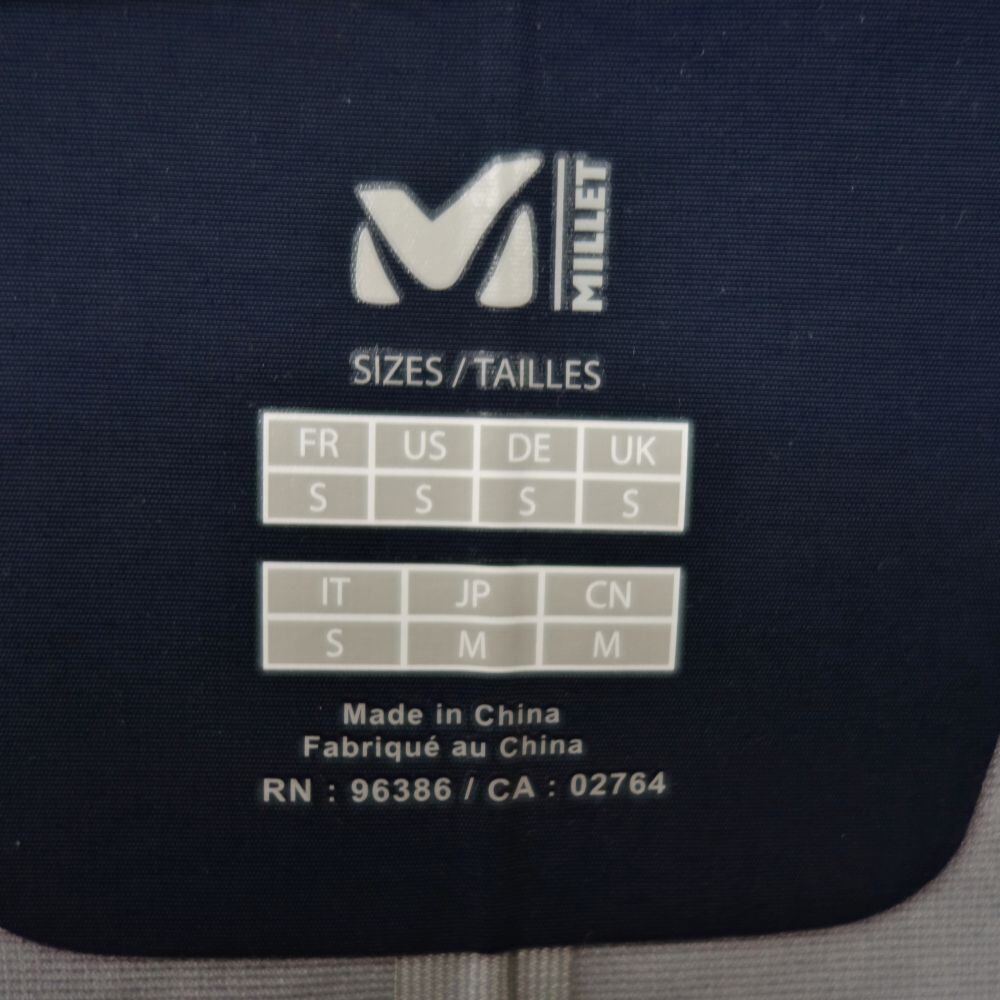 MILLET
SIZES / TAILLES
FR US DE UK
S S S S
IT JP CN
S M M
Made in China
Fabriqué au China
RN : 96386 / CA : 02764